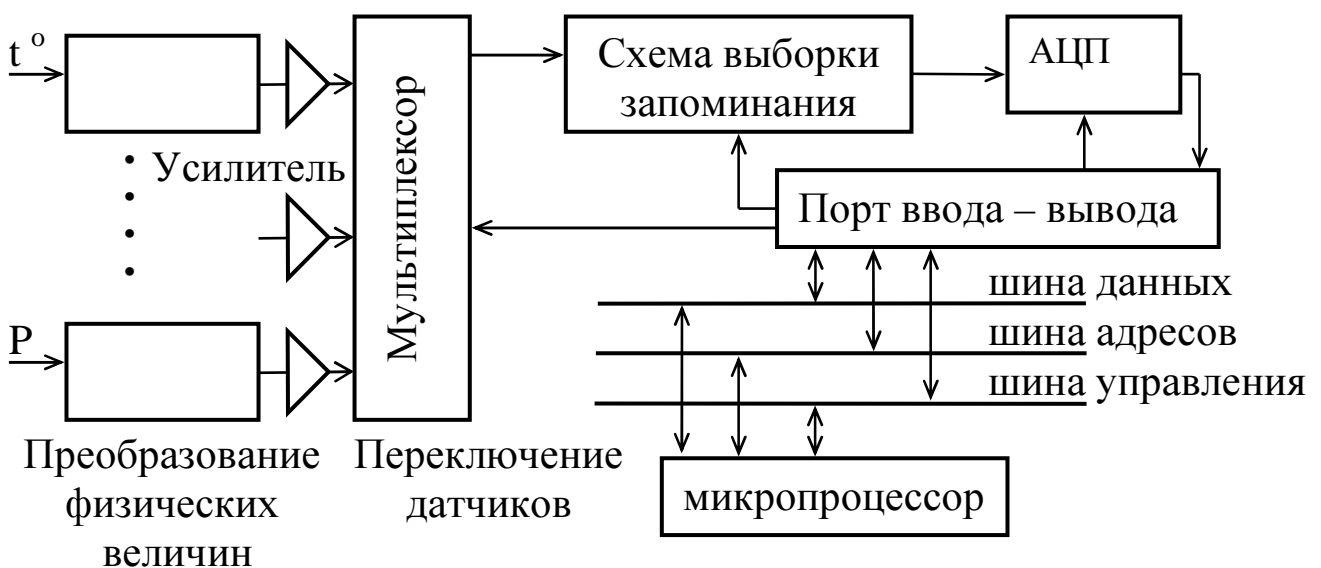 t °
Усилитель
P
Преобразование
физических
величин
Мультиплексор
Переключение
датчиков
Схема выборки
запоминания
АЦП
Порт ввода – вывода
шина данных
шина адресов
шина управления
микропроцессор